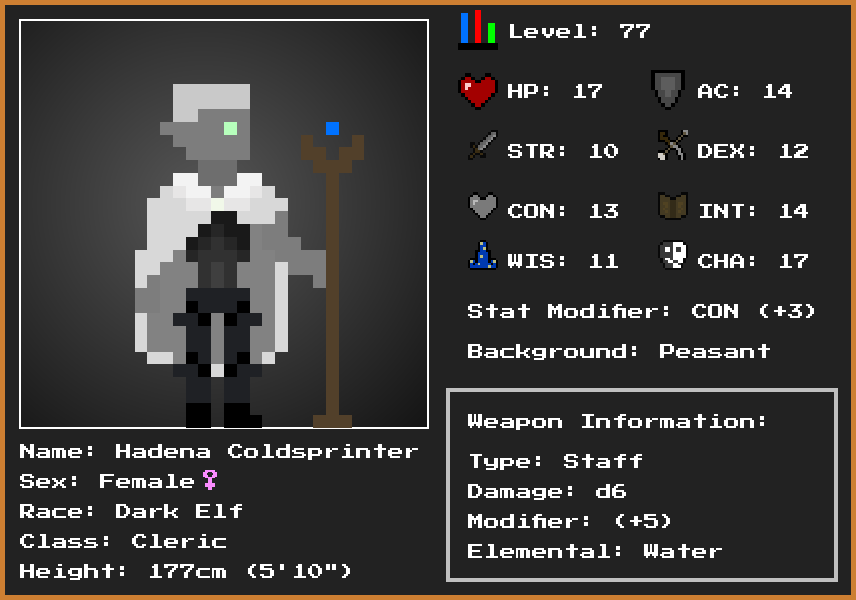 Level: 77
HP: 17 AC: 14
STR: 10 DEX: 12
CON: 13 INT: 14
WIS: 11 CHA: 17
Stat Modifier: CON (+3)
Background: Peasant
Weapon Information:
Type: Staff
Damage: d6
Modifier: (+5)
Elemental: Water
Name: Hadena Coldsprinter
Sex: Female♀
Race: Dark Elf
Class: Cleric
Height: 177cm (5'10")